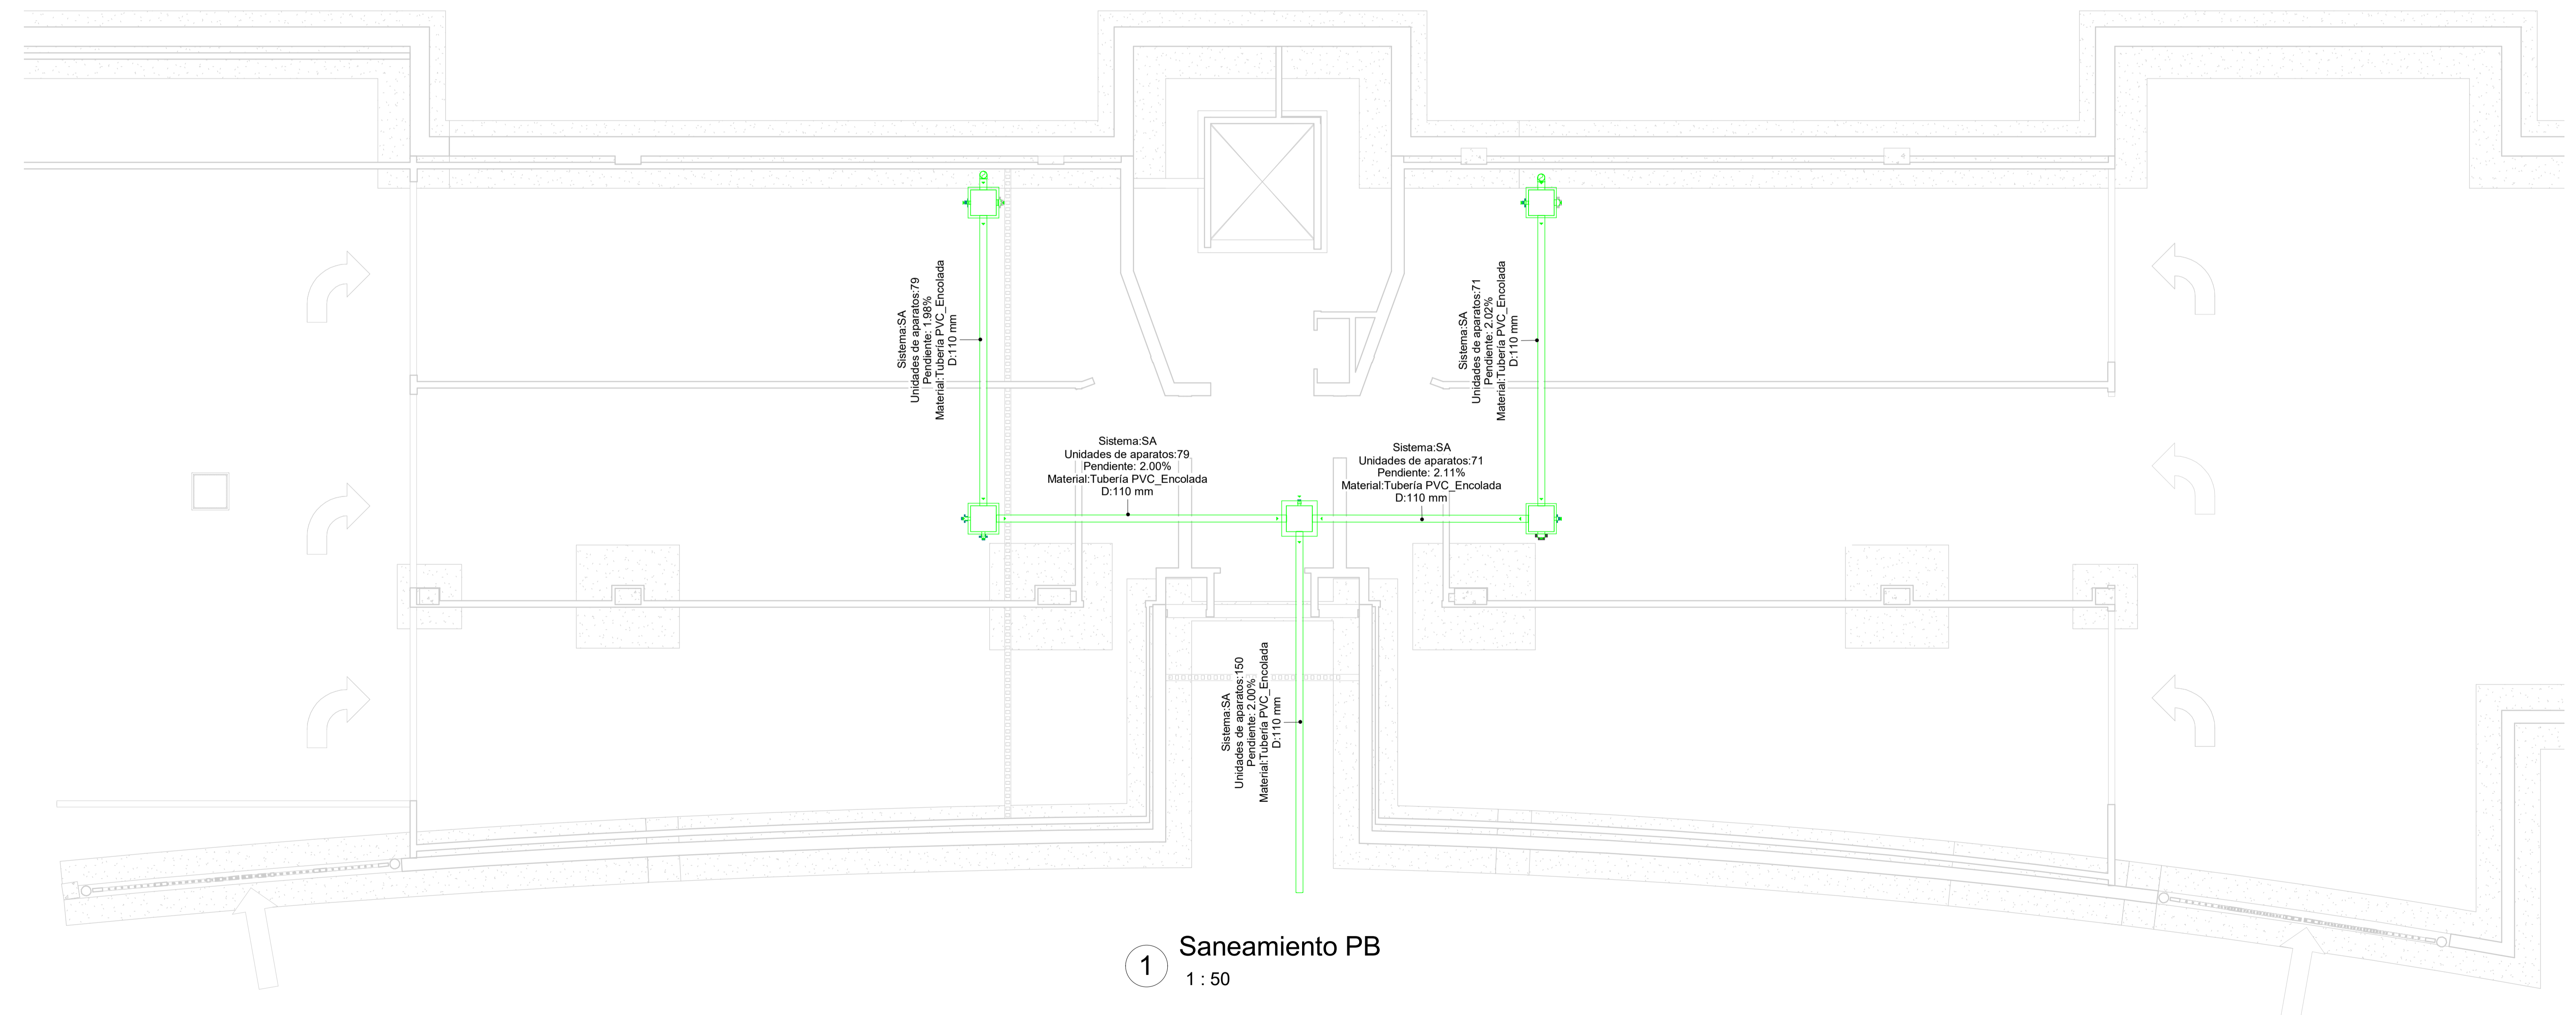 Sistema:SA
Unidades de aparatos:79
Pendiente: 1.98%
Material:Tubería PVC_Encolada
D:110 mm
Sistema:SA
Unidades de aparatos:71
Pendiente: 2.02%
Material:Tubería PVC_Encolada
D:110 mm
Sistema:SA
Unidades de aparatos:79
Pendiente: 2.00%
Material:Tubería PVC_Encolada
D:110 mm
Sistema:SA
Unidades de aparatos:71
Pendiente: 2.11%
Material:Tubería PVC_Encolada
D:110 mm
Sistema:SA
Unidades de aparatos:150
Pendiente: 2.00%
Material:Tubería PVC_Encolada
D:110 mm
1
Saneamiento PB
1 : 50